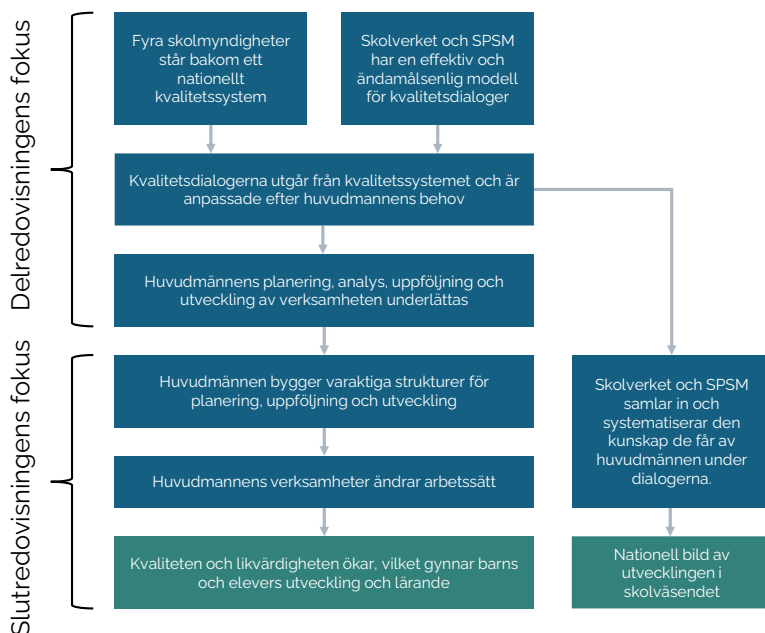 Delredovisningens fokus
Fyra skolmyndigheter
står bakom ett
nationellt
kvalitetssystem
Skolverket och SPSM
har en effektiv och
ändamålsenlig modell
för kvalitetsdialoger
Kvalitetsdialogerna utgår från kvalitetssystemet och är
anpassade efter huvudmannens behov
Huvudmännens planering, analys, uppföljning och
utveckling av verksamheten underlättas
Slutredovisningens fokus
Huvudmännen bygger varaktiga strukturer för
planering, uppföljning och utveckling
Huvudmannens verksamheter ändrar arbetssätt
Kvaliteten och likvärdigheten ökar, vilket gynnar barns
och elevers utveckling och lärande
Skolverket och SPSM
samlar in och
systematiserar den
kunskap de får av
huvudmännen under
dialogerna.
Nationell bild av
utvecklingen i
skolväsendet